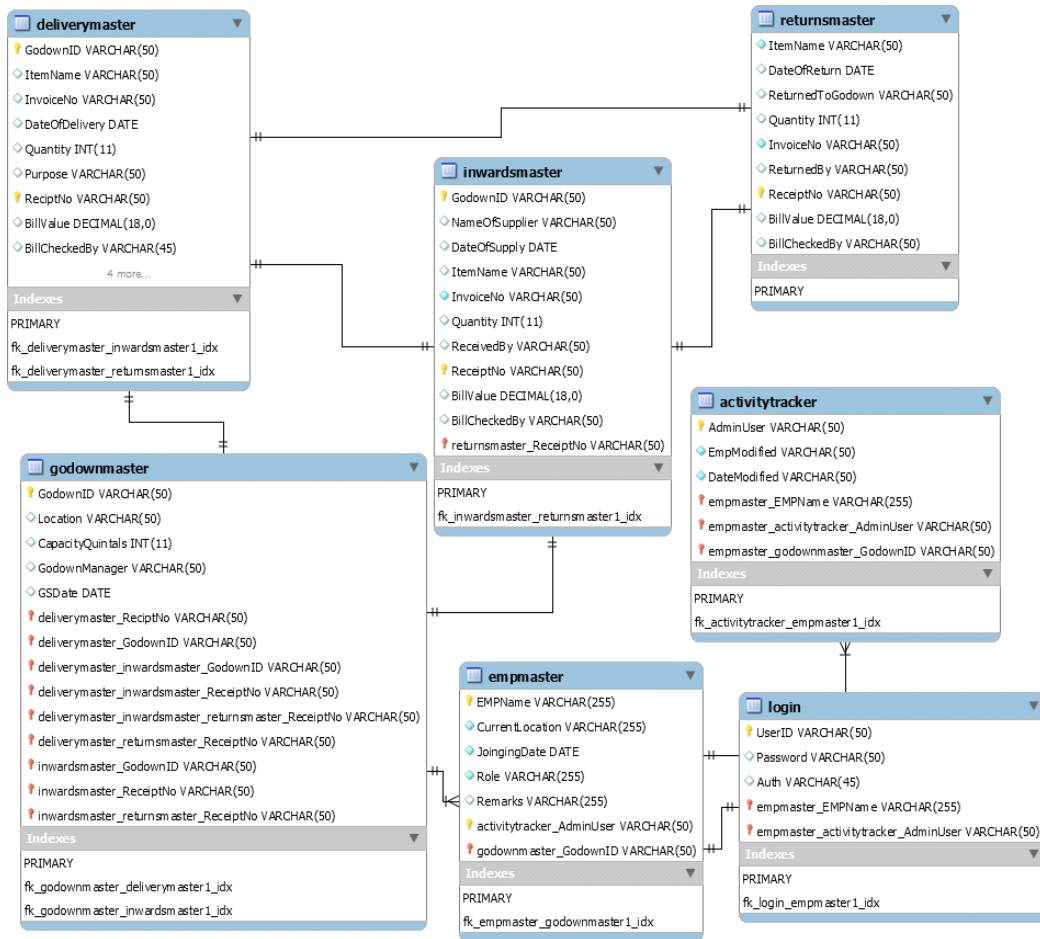 deliverymaster
GodownID VARCHAR(50)
ItemName VARCHAR(50)
InvoiceNo VARCHAR(50)
DateOfDelivery DATE
Quantity INT(11)
Purpose VARCHAR(50)
ReciptNo VARCHAR(50)
BillValue DECIMAL(18,0)
BillCheckedBy VARCHAR(45)
4 more...
Indexes
PRIMARY
fk_deliverymaster_inwardsmaster1_idx
fk_deliverymaster_returnsmaster1_idx
returnsmaster
ItemName VARCHAR(50)
DateOfReturn DATE
ReturnedToGodown VARCHAR(50)
Quantity INT(11)
InvoiceNo VARCHAR(50)
ReturnedBy VARCHAR(50)
ReceiptNo VARCHAR(50)
BillValue DECIMAL(18,0)
BillCheckedBy VARCHAR(50)
Indexes
PRIMARY
inwardsmaster
GodownID VARCHAR(50)
NameOfSupplier VARCHAR(50)
DateOfSupply DATE
ItemName VARCHAR(50)
InvoiceNo VARCHAR(50)
Quantity INT(11)
ReceivedBy VARCHAR(50)
ReceiptNo VARCHAR(50)
BillValue DECIMAL(18,0)
BillCheckedBy VARCHAR(50)
returnsmaster_ReceiptNo VARCHAR(50)
Indexes
PRIMARY
fk_inwardsmaster_returnsmaster1_idx
activitytracker
AdminUser VARCHAR(50)
EmpModified VARCHAR(50)
DateModified VARCHAR(50)
empmaster_EMPName VARCHAR(255)
empmaster_activitytracker_AdminUser VARCHAR(50)
empmaster_godownmaster_GodownID VARCHAR(50)
Indexes
PRIMARY
fk_activitytracker_empmaster1_idx
godownmaster
GodownID VARCHAR(50)
Location VARCHAR(50)
CapacityQuintals INT(11)
GodownManager VARCHAR(50)
GSDate DATE
deliverymaster_ReciptNo VARCHAR(50)
deliverymaster_GodownID VARCHAR(50)
deliverymaster_inwardsmaster_GodownID VARCHAR(50)
deliverymaster_inwardsmaster_ReceiptNo VARCHAR(50)
deliverymaster_inwardsmaster_returnsmaster_ReceiptNo VARCHAR(50)
deliverymaster_returnsmaster_ReceiptNo VARCHAR(50)
inwardsmaster_GodownID VARCHAR(50)
inwardsmaster_ReceiptNo VARCHAR(50)
inwardsmaster_returnsmaster_ReceiptNo VARCHAR(50)
Indexes
PRIMARY
fk_godownmaster_deliverymaster1_idx
fk_godownmaster_inwardsmaster1_idx
empmaster
EMPName VARCHAR(255)
CurrentLocation VARCHAR(255)
JoingingDate DATE
Role VARCHAR(255)
Remarks VARCHAR(255)
activitytracker_AdminUser VARCHAR(50)
godownmaster_GodownID VARCHAR(50)
Indexes
PRIMARY
fk_empmaster_godownmaster1_idx
login
UserID VARCHAR(50)
Password VARCHAR(50)
Auth VARCHAR(45)
empmaster_EMPName VARCHAR(255)
empmaster_activitytracker_AdminUser VARCHAR(50)
Indexes
PRIMARY
fk_login_empmaster1_idx